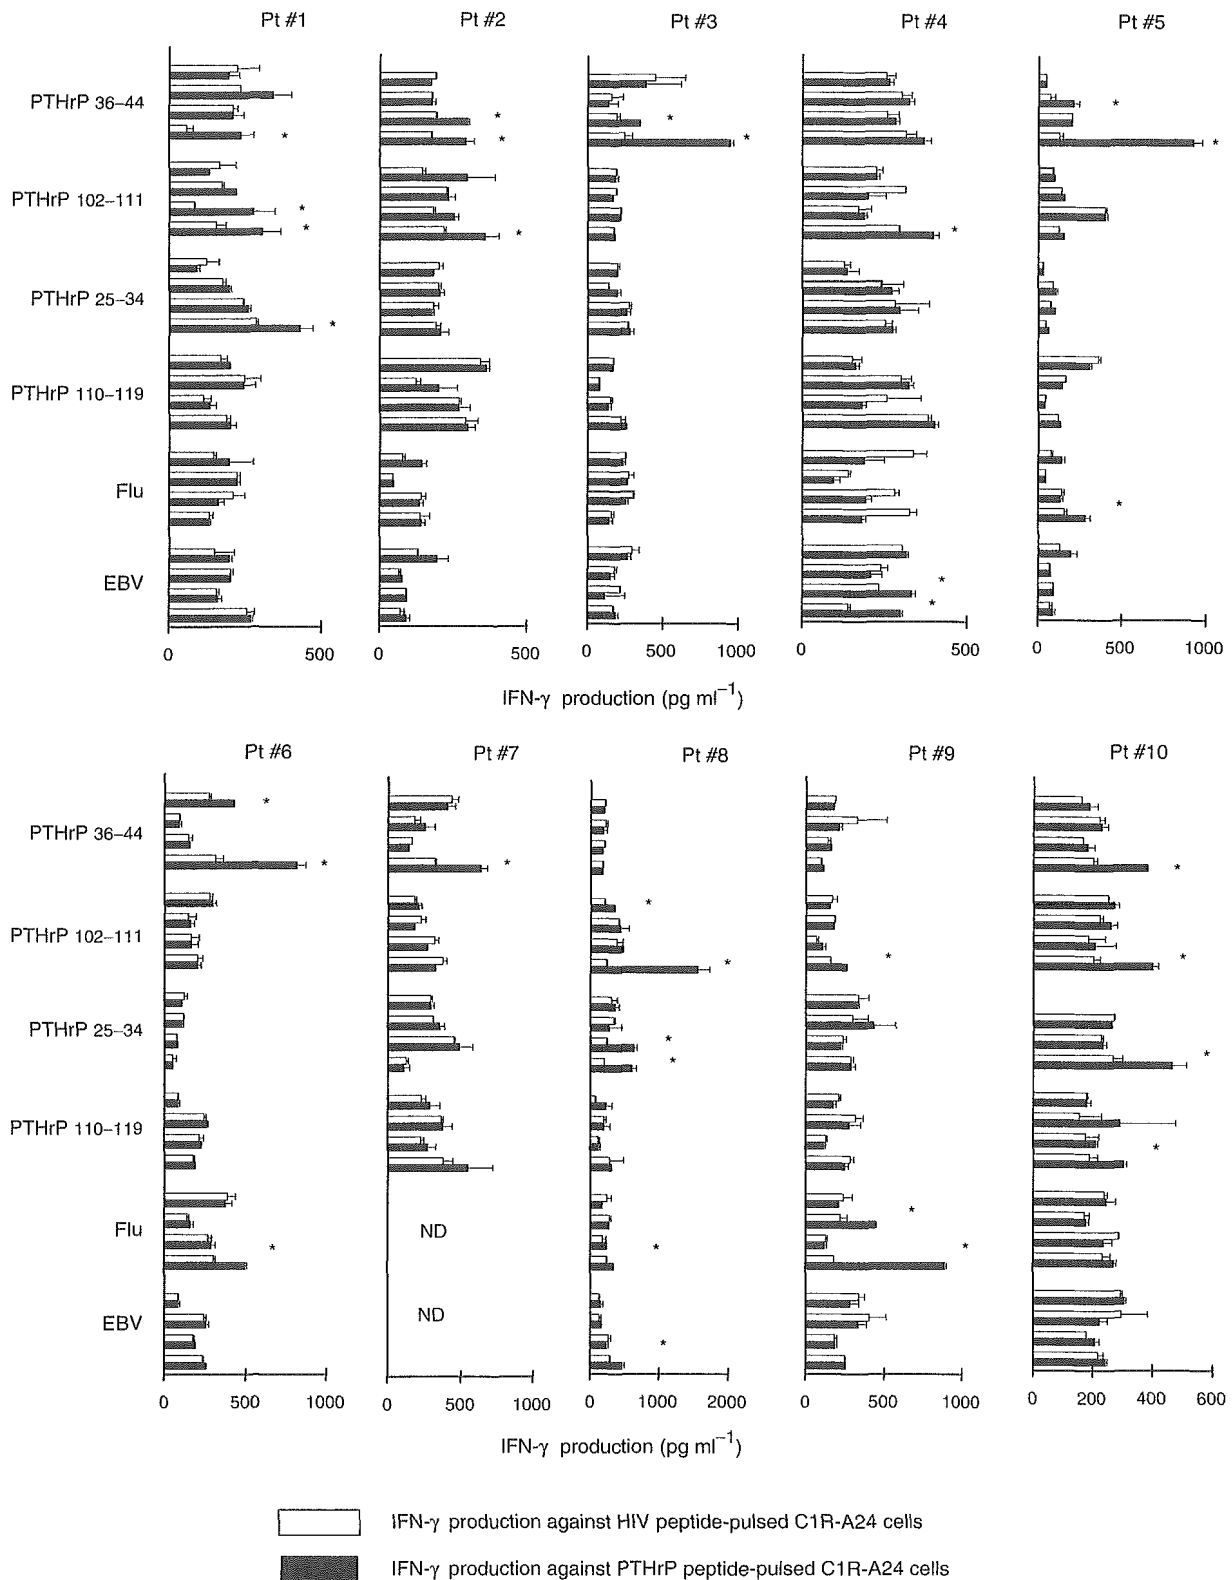 Pt #1 Pt #2 Pt #3 Pt #4 Pt #5
PTHrP 36–44
* * * * * * *
PTHrP 102–111
* * * *
PTHrP 25–34
*
PTHrP 110–119
Flu
*
EBV
* *
0 500 0 500 0 500 1000 0 500 0 500 1000
IFN-γ production (pg ml⁻¹)
Pt #6 Pt #7 Pt #8 Pt #9 Pt #10
PTHrP 36–44
* * * *
PTHrP 102–111
* * * *
PTHrP 25–34
* * *
PTHrP 110–119
*
Flu
ND
* * * *
EBV
ND
*
0 500 1000 0 500 1000 0 1000 2000 0 500 1000 0 200 400 600
IFN-γ production (pg ml⁻¹)
IFN-γ production against HIV peptide-pulsed C1R-A24 cells
IFN-γ production against PTHrP peptide-pulsed C1R-A24 cells